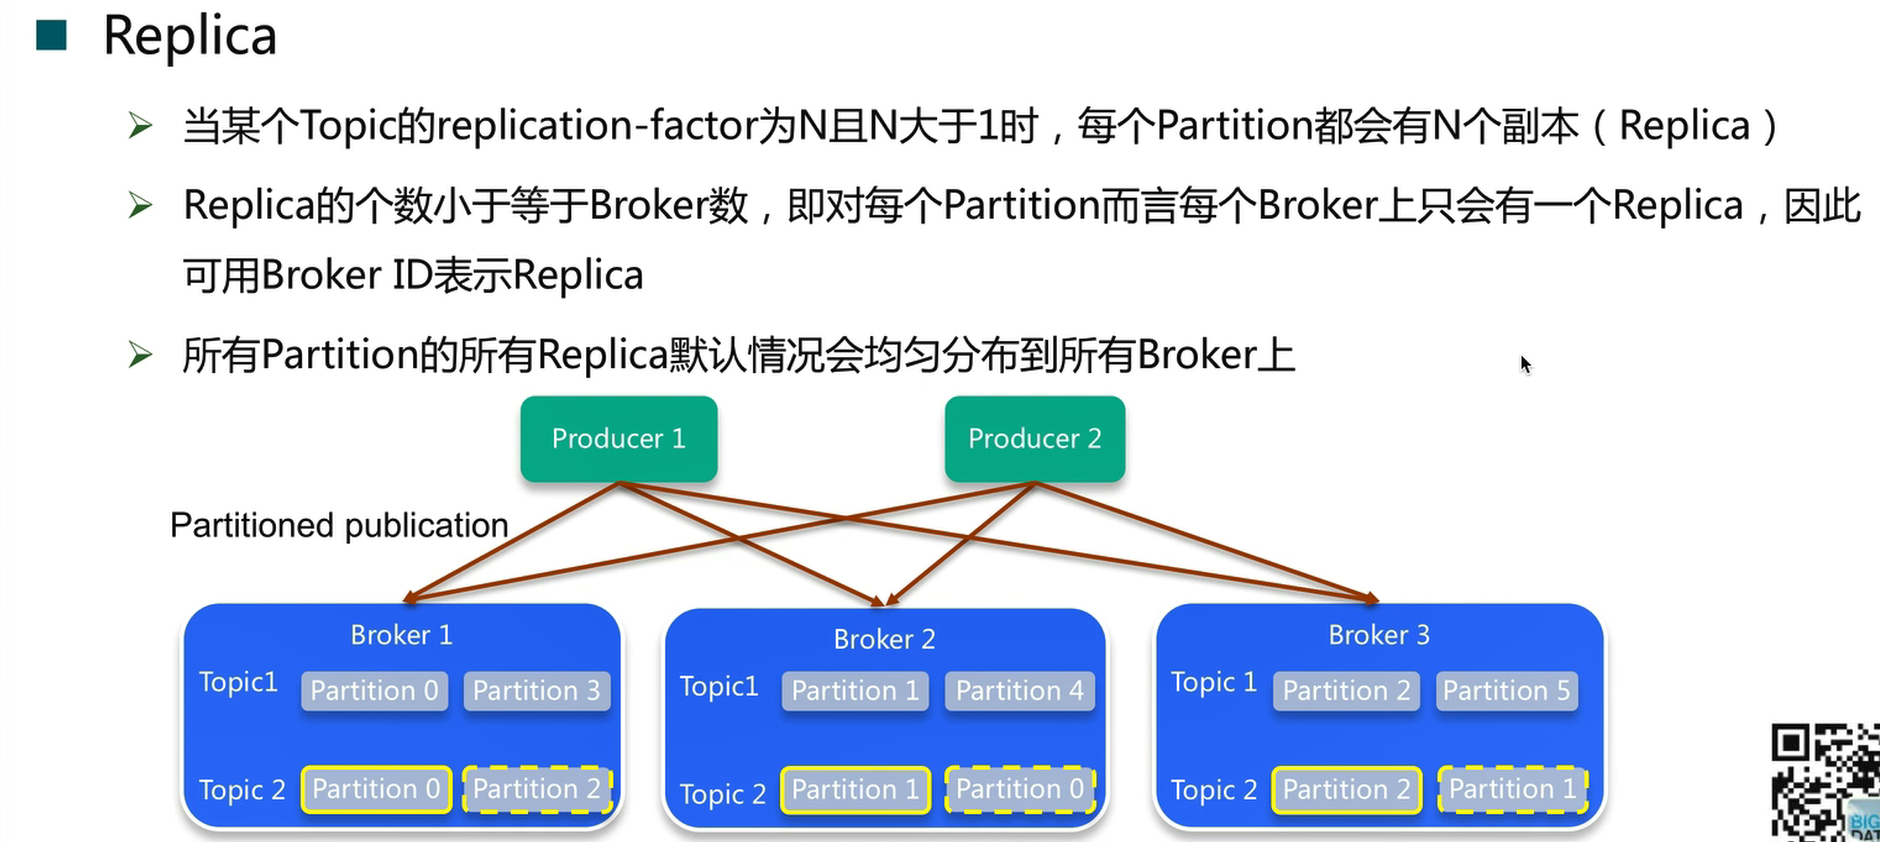 Replica
当某个Topic的replication-factor为N且N大于1时，每个Partition都会有N个副本（Replica）
Replica的个数小于等于Broker数，即对每个Partition而言每个Broker上只会有一个Replica，因此
可用Broker ID表示Replica
所有Partition的所有Replica默认情况会均匀分布到所有Broker上
Producer 1
Producer 2
Partitioned publication
Broker 1
Topic1 Partition 0 Partition 3
Topic 2 Partition 0 Partition 2
Broker 2
Topic1 Partition 1 Partition 4
Topic 2 Partition 1 Partition 0
Broker 3
Topic 1 Partition 2 Partition 5
Topic 2 Partition 2 Partition 1
BIG
DAT